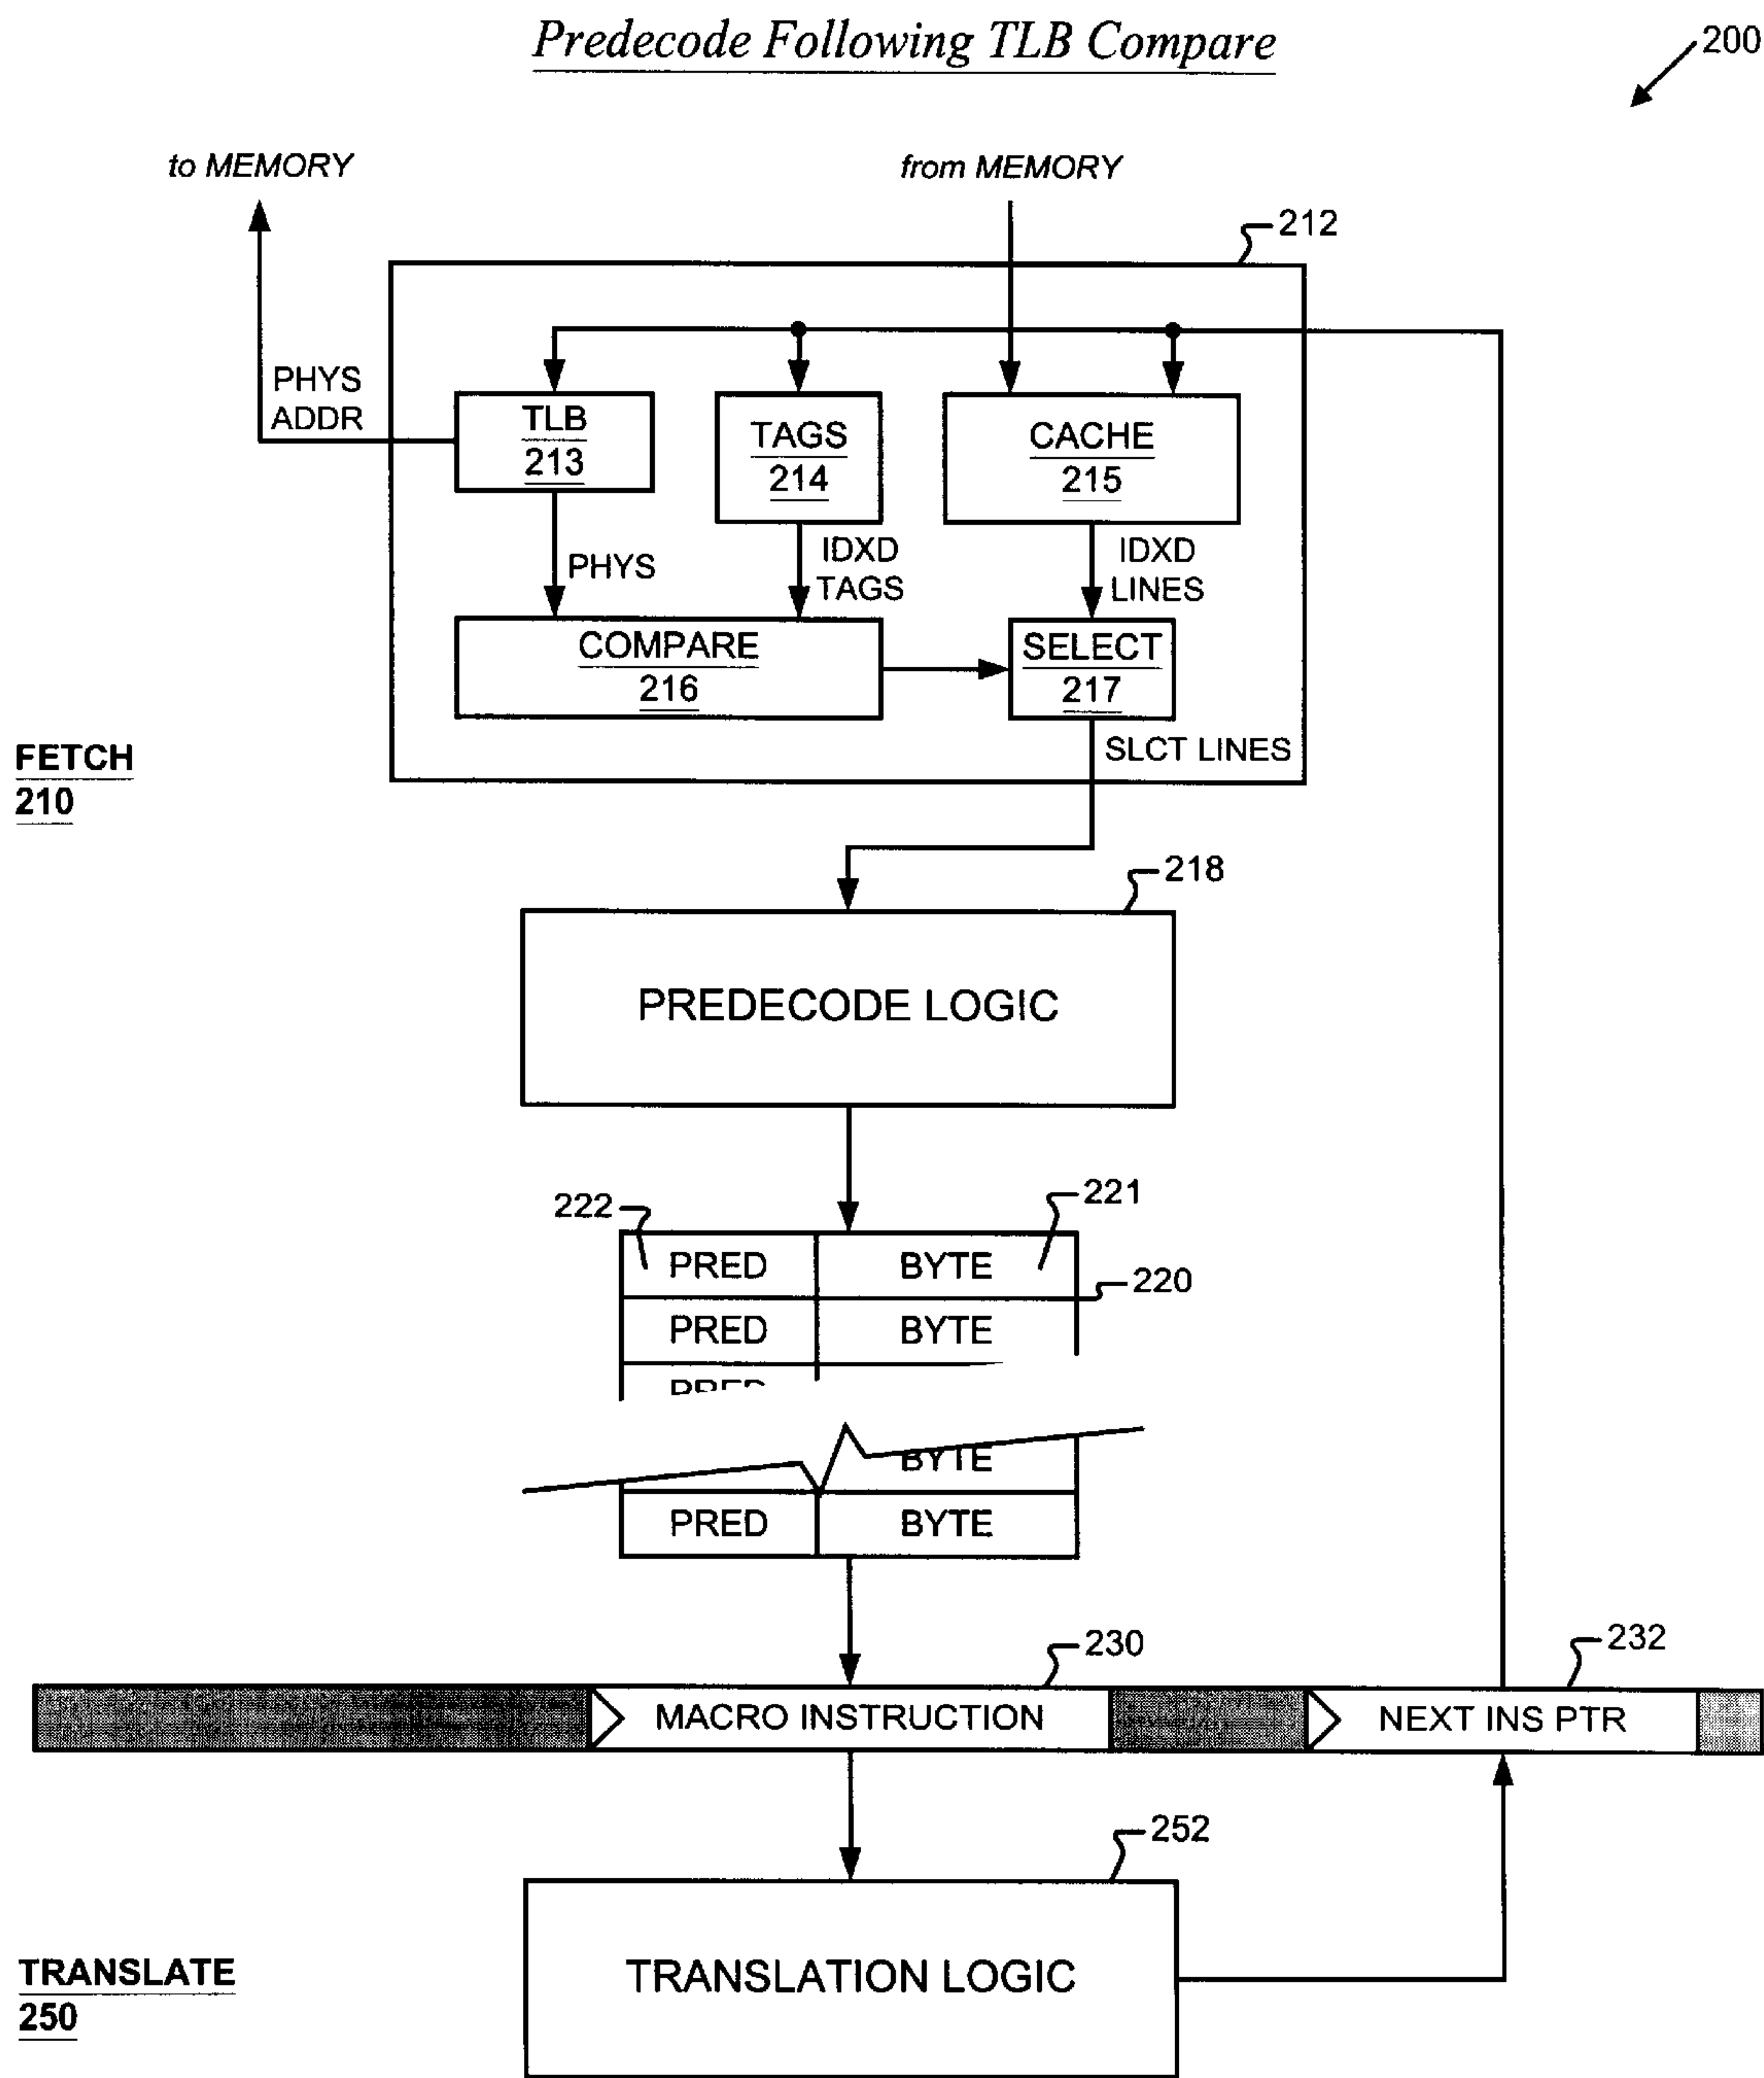 Predecode Following TLB Compare
200
to MEMORY
from MEMORY
212
PHYS
ADDR
TLB
213
TAGS
214
CACHE
215
PHYS
IDXD
TAGS
IDXD
LINES
COMPARE
216
SELECT
217
SLCT LINES
FETCH
210
218
PREDECODE LOGIC
222
221
PRED BYTE
220
PRED BYTE
PRED
BYTE
PRED BYTE
230
232
MACRO INSTRUCTION
NEXT INS PTR
252
TRANSLATION LOGIC
TRANSLATE
250